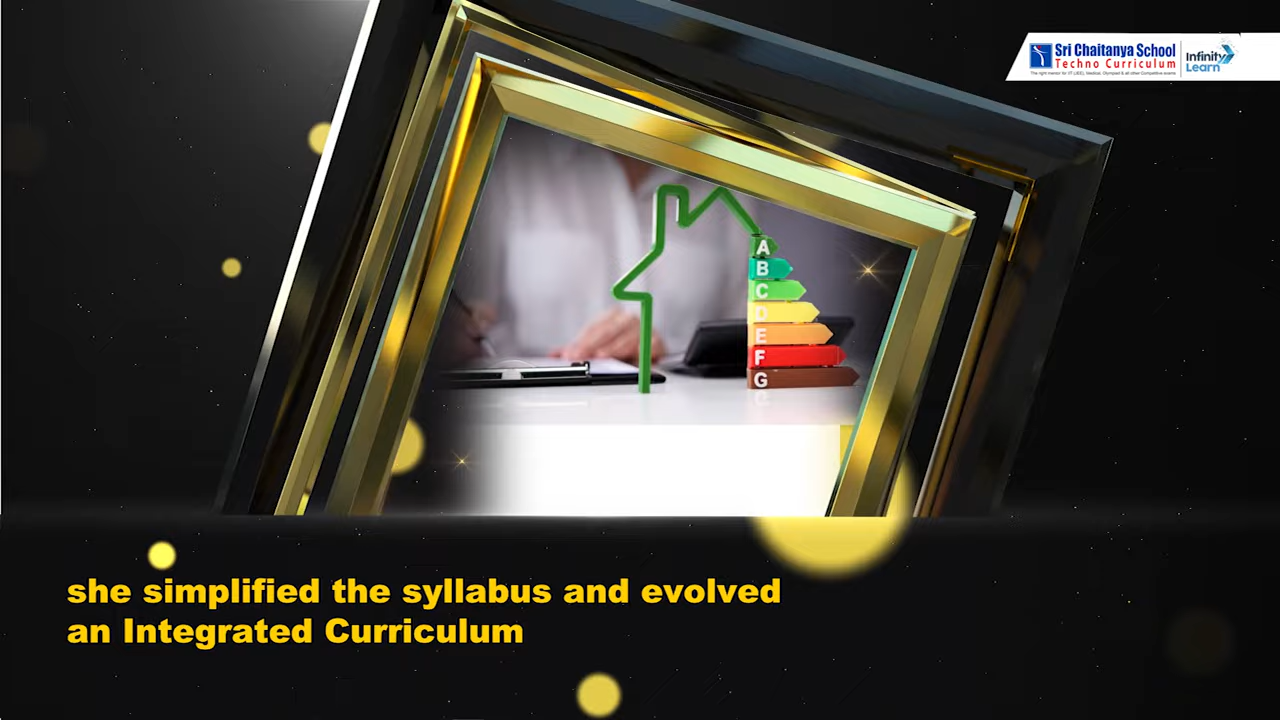 Sri Chaitanya School
Techno Curriculum
Infinity
Learn
A
B
C
D
E
F
G
she simplified the syllabus and evolved
an Integrated Curriculum